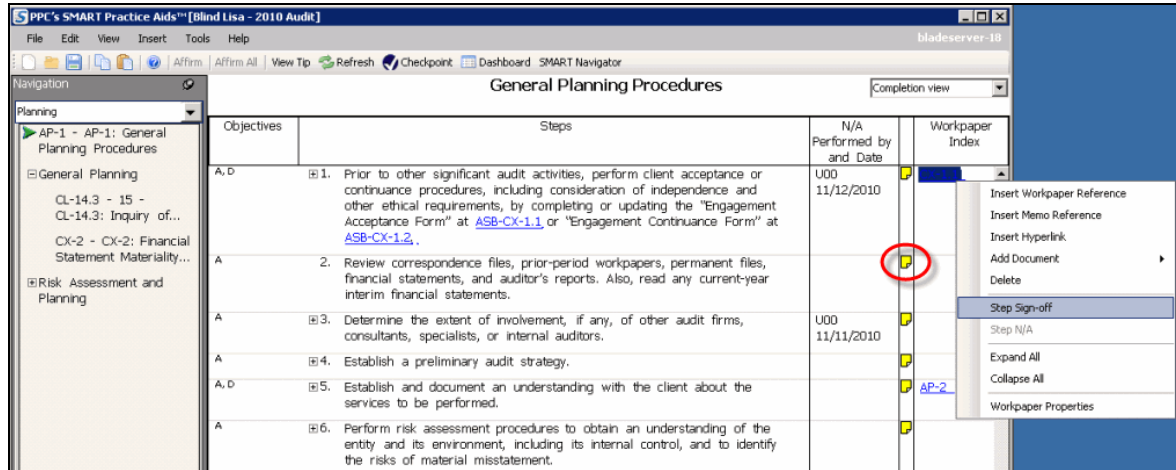 PPC's SMART Practice Aids™ [Blind Lisa - 2010 Audit]
File Edit View Insert Tools Help
bladeserver-18
Affirm Affirm All View Tip Refresh Checkpoint Dashboard SMART Navigator
Navigation
General Planning Procedures
Completion view
Planning
AP-1 - AP-1: General
Planning Procedures
General Planning
CL-14.3 - 15 -
CL-14.3: Inquiry of...
CX-2 - CX-2: Financial
Statement Materiality...
Risk Assessment and
Planning
Objectives
Steps
N/A
Performed by
and Date
Workpaper
Index
A, D
1. Prior to other significant audit activities, perform client acceptance or
continuance procedures, including consideration of independence and
other ethical requirements, by completing or updating the "Engagement
Acceptance Form" at ASB-CX-1.1 or "Engagement Continuance Form" at
ASB-CX-1.2.
U00
11/12/2010
A
2. Review correspondence files, prior-period workpapers, permanent files,
financial statements, and auditor's reports. Also, read any current-year
interim financial statements.
A
3. Determine the extent of involvement, if any, of other audit firms,
consultants, specialists, or internal auditors.
U00
11/11/2010
A
4. Establish a preliminary audit strategy.
A, D
5. Establish and document an understanding with the client about the
services to be performed.
AP-2
A
6. Perform risk assessment procedures to obtain an understanding of the
entity and its environment, including its internal control, and to identify
the risks of material misstatement.
Insert Workpaper Reference
Insert Memo Reference
Insert Hyperlink
Add Document
Delete
Step Sign-off
Step N/A
Expand All
Collapse All
Workpaper Properties